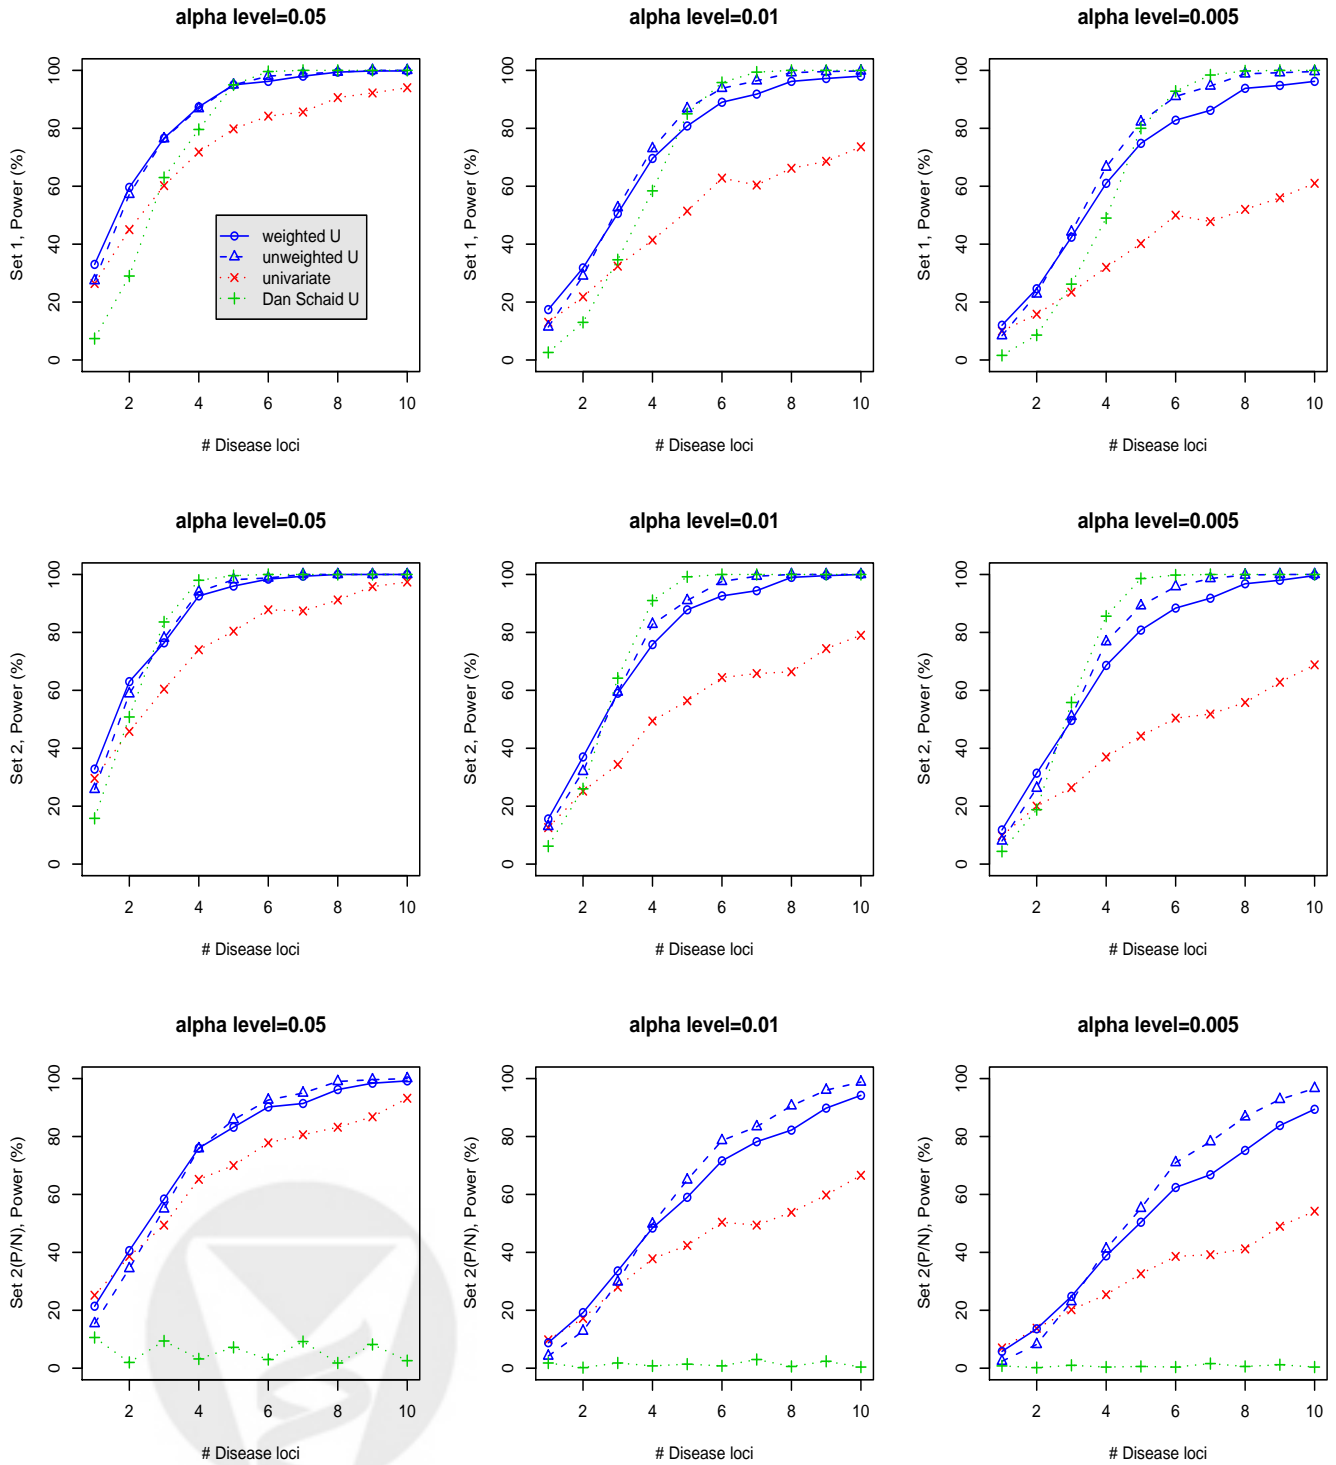 alpha level=0.05
Set 1, Power (%)
0 20 40 60 80 100
weighted U
unweighted U
univariate
Dan Schaid U
2 4 6 8 10
# Disease loci
alpha level=0.01
Set 1, Power (%)
0 20 40 60 80 100
2 4 6 8 10
# Disease loci
alpha level=0.005
Set 1, Power (%)
0 20 40 60 80 100
2 4 6 8 10
# Disease loci
alpha level=0.05
Set 2, Power (%)
0 20 40 60 80 100
2 4 6 8 10
# Disease loci
alpha level=0.01
Set 2, Power (%)
0 20 40 60 80 100
2 4 6 8 10
# Disease loci
alpha level=0.005
Set 2, Power (%)
0 20 40 60 80 100
2 4 6 8 10
# Disease loci
alpha level=0.05
Set 2(P/N), Power (%)
0 20 40 60 80 100
2 4 6 8 10
# Disease loci
alpha level=0.01
Set 2(P/N), Power (%)
0 20 40 60 80 100
2 4 6 8 10
# Disease loci
alpha level=0.005
Set 2(P/N), Power (%)
0 20 40 60 80 100
2 4 6 8 10
# Disease loci